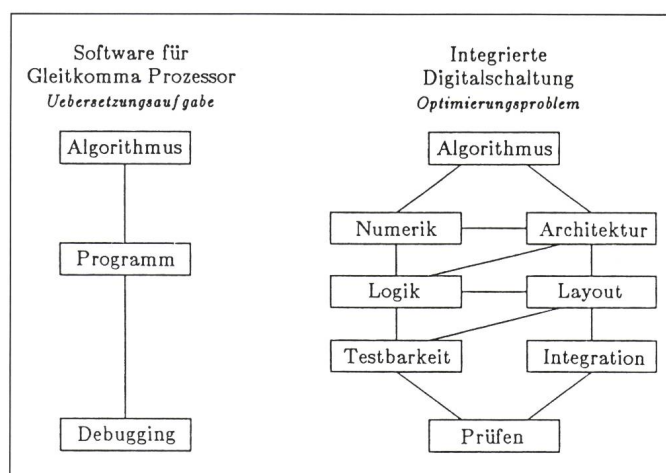 Software für
Gleitkomma Prozessor
Uebersetzungsaufgabe
Algorithmus
Programm
Debugging
Integrierte
Digitalschaltung
Optimierungsproblem
Algorithmus
Numerik
Architektur
Logik
Layout
Testbarkeit
Integration
Prüfen